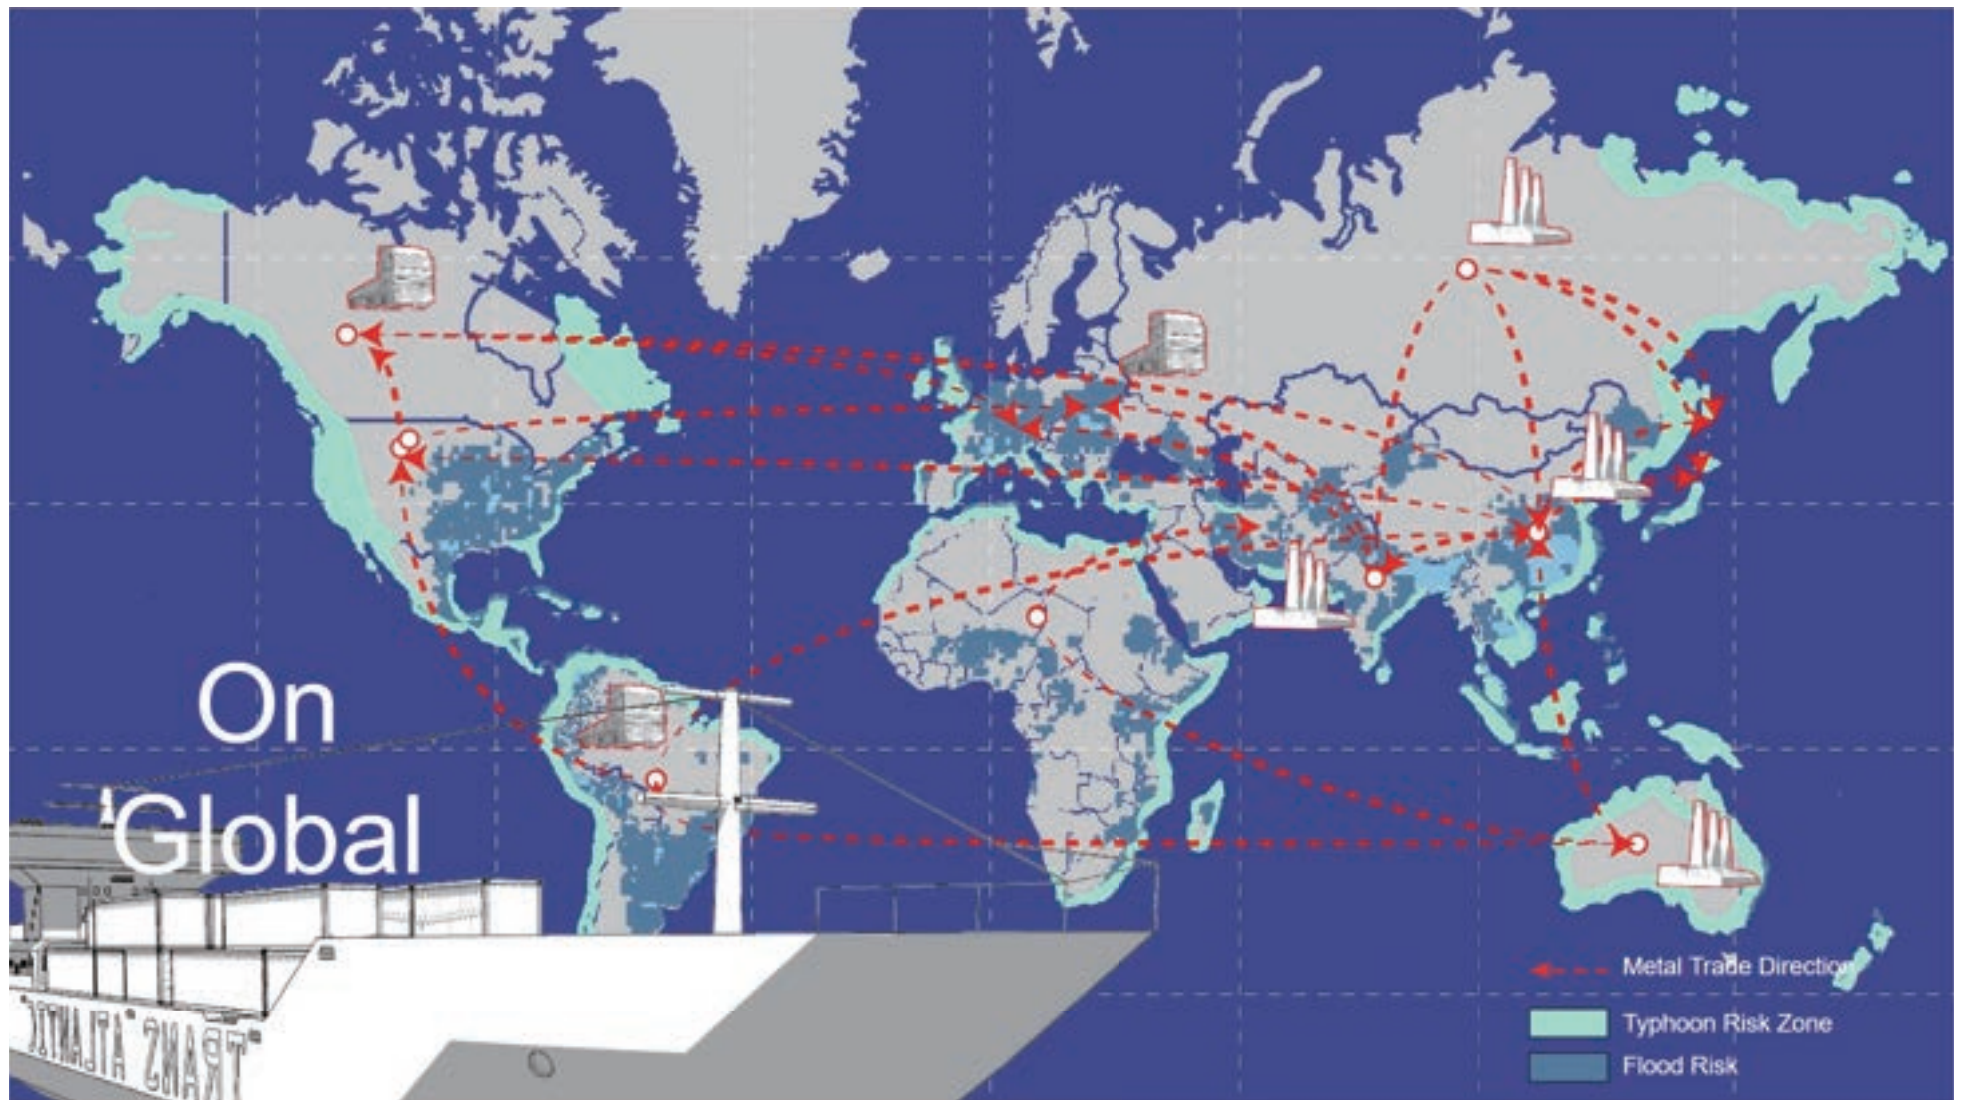 On
Global
Metal Trade Direction
Typhoon Risk Zone
Flood Risk
"TRANS "ATLANTIC"